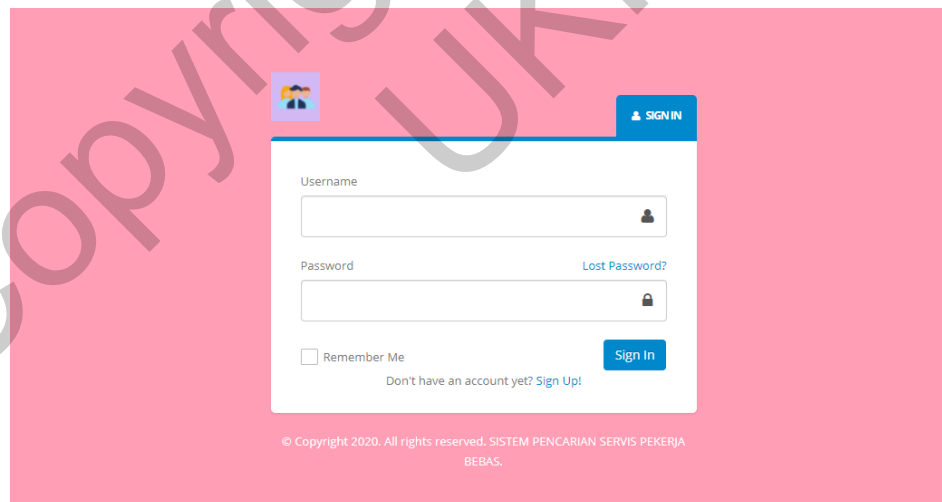 SIGN IN
Username
Password
Lost Password?
Remember Me
Sign In
Don't have an account yet? Sign Up!
© Copyright 2020. All rights reserved. SISTEM PENCARIAN SERVIS PEKERJA
BEBAS.